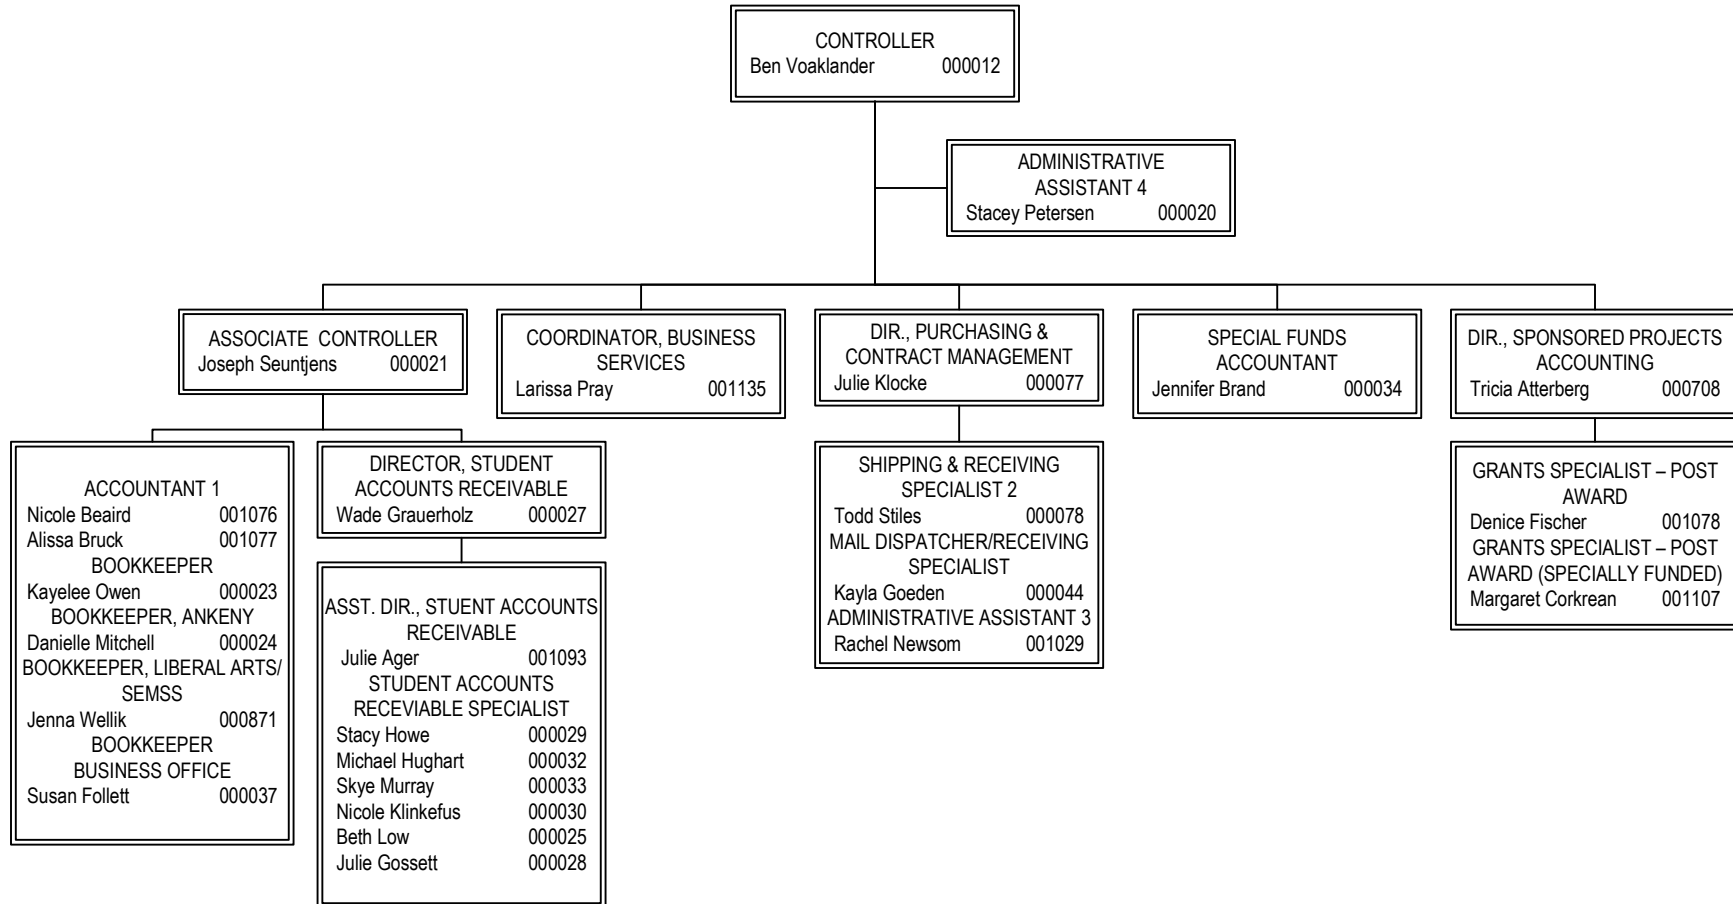 CONTROLLER
Ben Voaklander 000012
ADMINISTRATIVE
ASSISTANT 4
Stacey Petersen 000020
ASSOCIATE CONTROLLER
Joseph Seuntjens 000021
COORDINATOR, BUSINESS
SERVICES
Larissa Pray 001135
DIR., PURCHASING &
CONTRACT MANAGEMENT
Julie Klocke 000077
SPECIAL FUNDS
ACCOUNTANT
Jennifer Brand 000034
DIR., SPONSORED PROJECTS
ACCOUNTING
Tricia Atterberg 000708
ACCOUNTANT 1
Nicole Beaird 001076
Alissa Bruck 001077
BOOKKEEPER
Kayelee Owen 000023
BOOKKEEPER, ANKENY
Danielle Mitchell 000024
BOOKKEEPER, LIBERAL ARTS/
SEMSS
Jenna Wellik 000871
BOOKKEEPER
BUSINESS OFFICE
Susan Follett 000037
DIRECTOR, STUDENT
ACCOUNTS RECEIVABLE
Wade Grauerholz 000027
ASST. DIR., STUENT ACCOUNTS
RECEIVABLE
Julie Ager 001093
STUDENT ACCOUNTS
RECEVIABLE SPECIALIST
Stacy Howe 000029
Michael Hughart 000032
Skye Murray 000033
Nicole Klinkefus 000030
Beth Low 000025
Julie Gossett 000028
SHIPPING & RECEIVING
SPECIALIST 2
Todd Stiles 000078
MAIL DISPATCHER/RECEIVING
SPECIALIST
Kayla Goeden 000044
ADMINISTRATIVE ASSISTANT 3
Rachel Newsom 001029
GRANTS SPECIALIST – POST
AWARD
Denice Fischer 001078
GRANTS SPECIALIST – POST
AWARD (SPECIALLY FUNDED)
Margaret Corkrean 001107